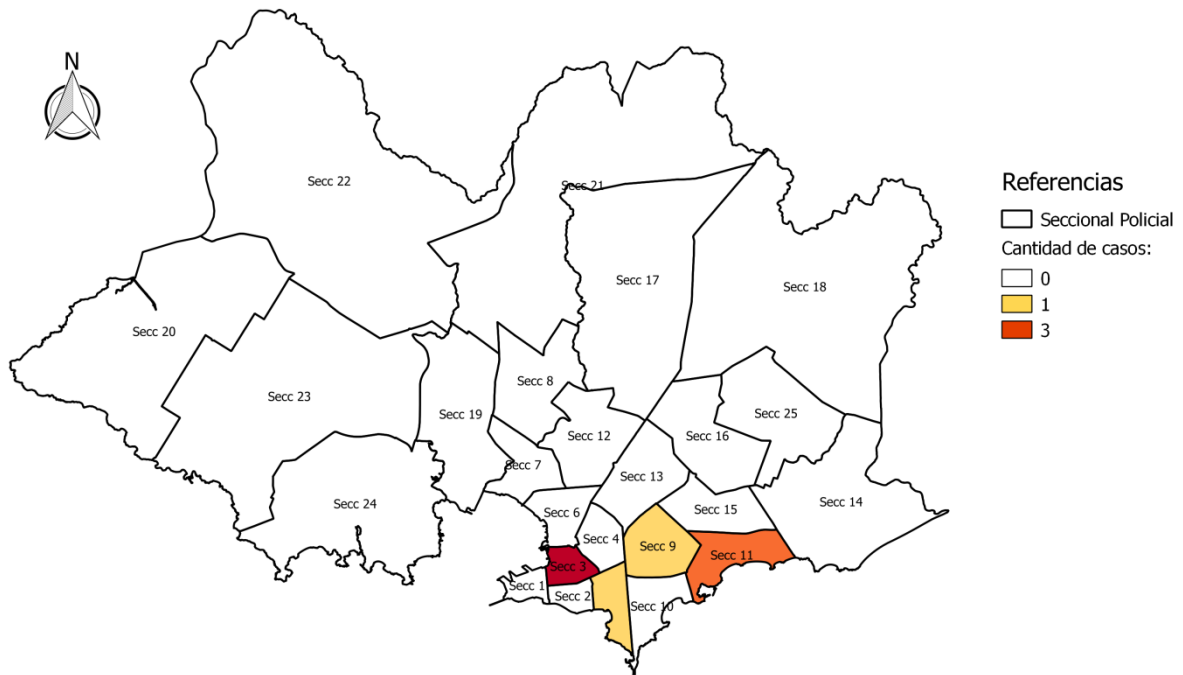 N
Secc 22
Secc 21
Secc 17
Secc 18
Secc 20
Secc 23
Secc 8
Secc 19
Secc 25
Secc 12
Secc 16
Secc 7
Secc 13
Secc 24
Secc 14
Secc 6
Secc 15
Secc 4
Secc 9
Secc 11
Secc 3
Secc 1
Secc 2
Secc 10
Referencias
Seccional Policial
Cantidad de casos:
0
1
3